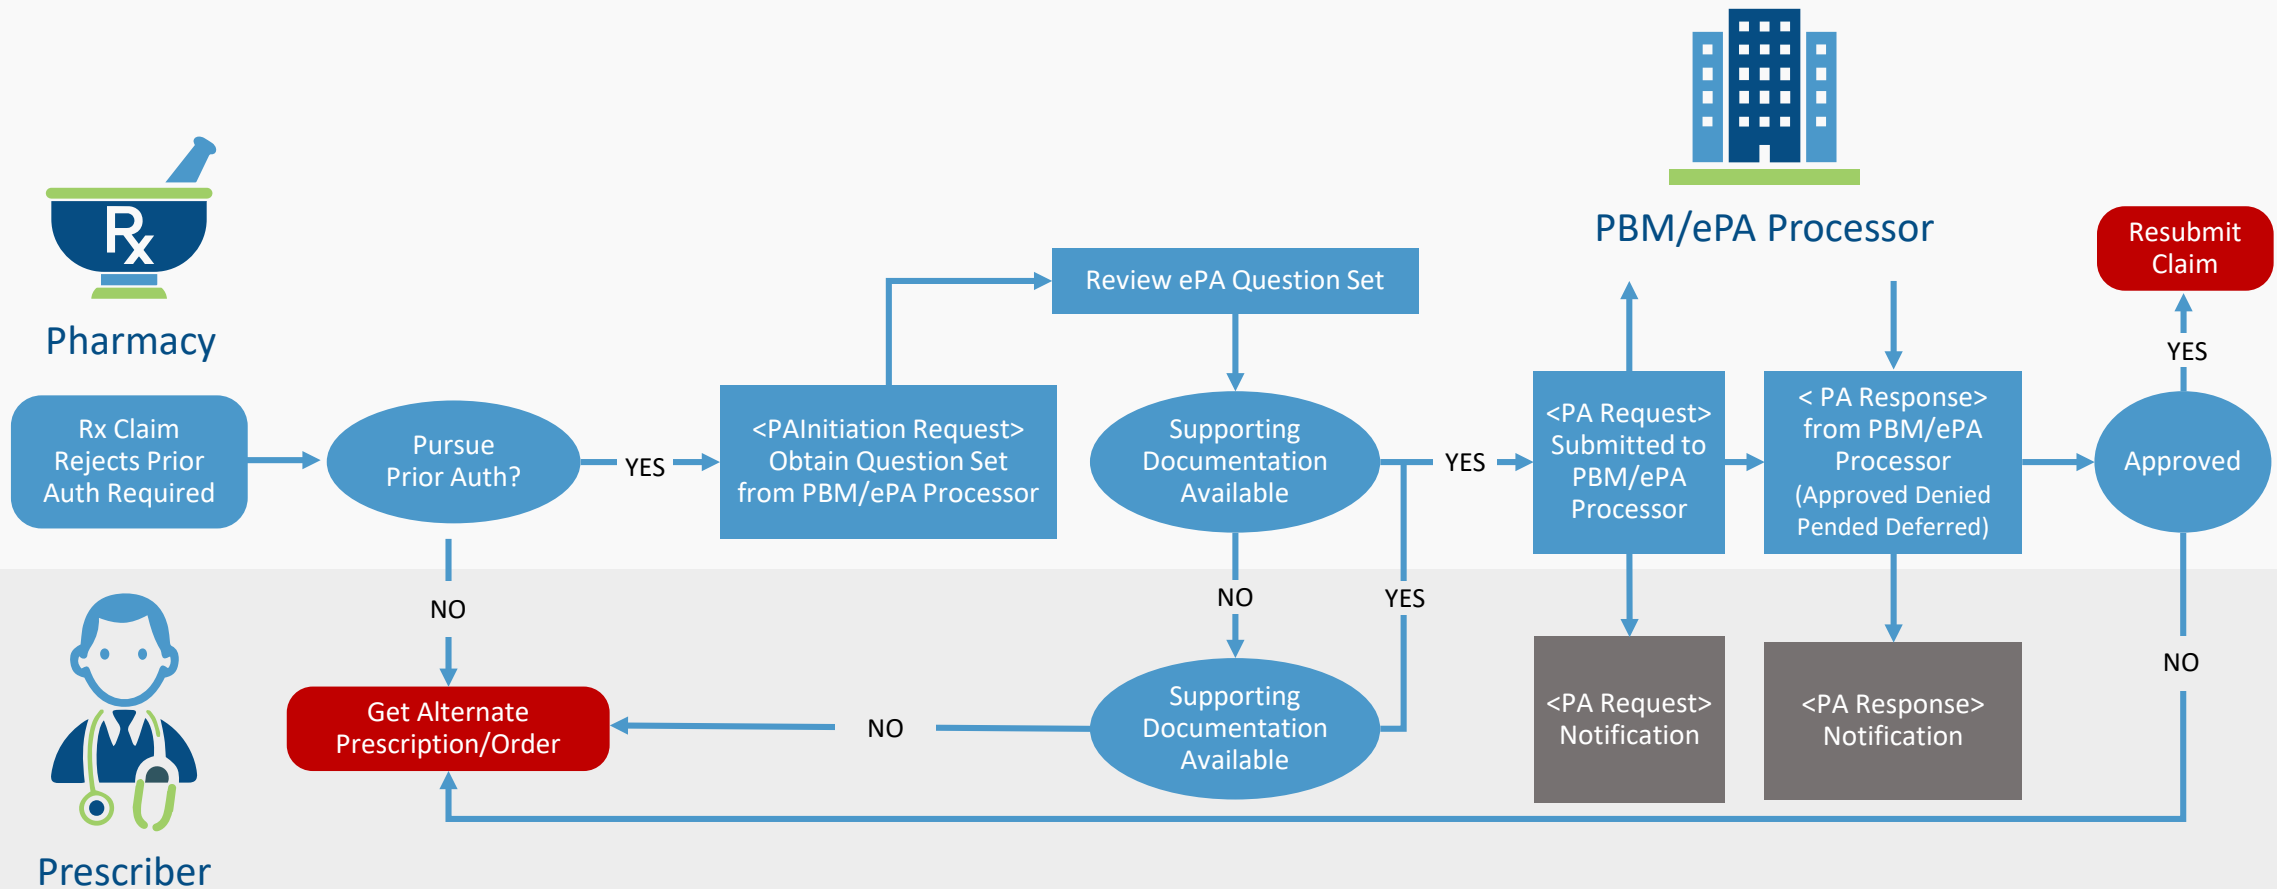 PBM/ePA Processor
Resubmit
Claim
Rx
Pharmacy
Review ePA Question Set
YES
Rx Claim
Rejects Prior
Auth Required
Pursue
Prior Auth?
YES
<PAInitiation Request>
Obtain Question Set
from PBM/ePA Processor
Supporting
Documentation
Available
YES
<PA Request>
Submitted to
PBM/ePA
Processor
< PA Response>
from PBM/ePA
Processor
(Approved Denied
Pended Deferred)
Approved
NO
NO
YES
NO
Get Alternate
Prescription/Order
NO
Supporting
Documentation
Available
<PA Request>
Notification
<PA Response>
Notification
Prescriber